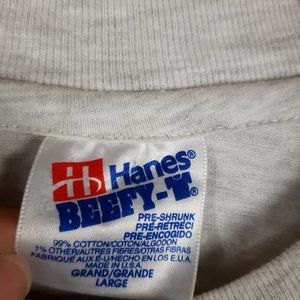 Hanes®
BEEFY-T®
PRE-SHRUNK
PRE-RETRECI
PRE-ENCOGIDO
99% COTTON/COTON/ALGODON
1% OTHER/AUTRES FIBRES/OTRAS FIBRAS
FABRIQUÉ AUX É-U/HECHO EN LOS E.U.A.
MADE IN U.S.A.
GRAND/GRANDE
LARGE